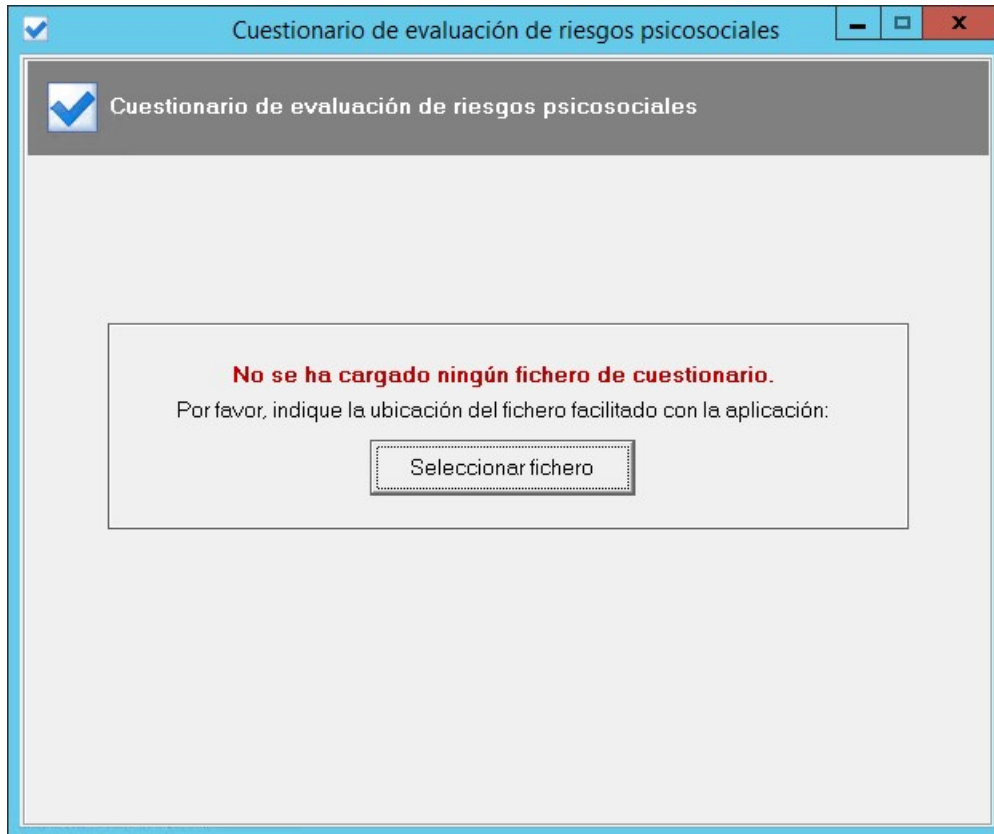 Cuestionario de evaluación de riesgos psicosociales
Cuestionario de evaluación de riesgos psicosociales
No se ha cargado ningún fichero de cuestionario.
Por favor, indique la ubicación del fichero facilitado con la aplicación:
Seleccionar fichero